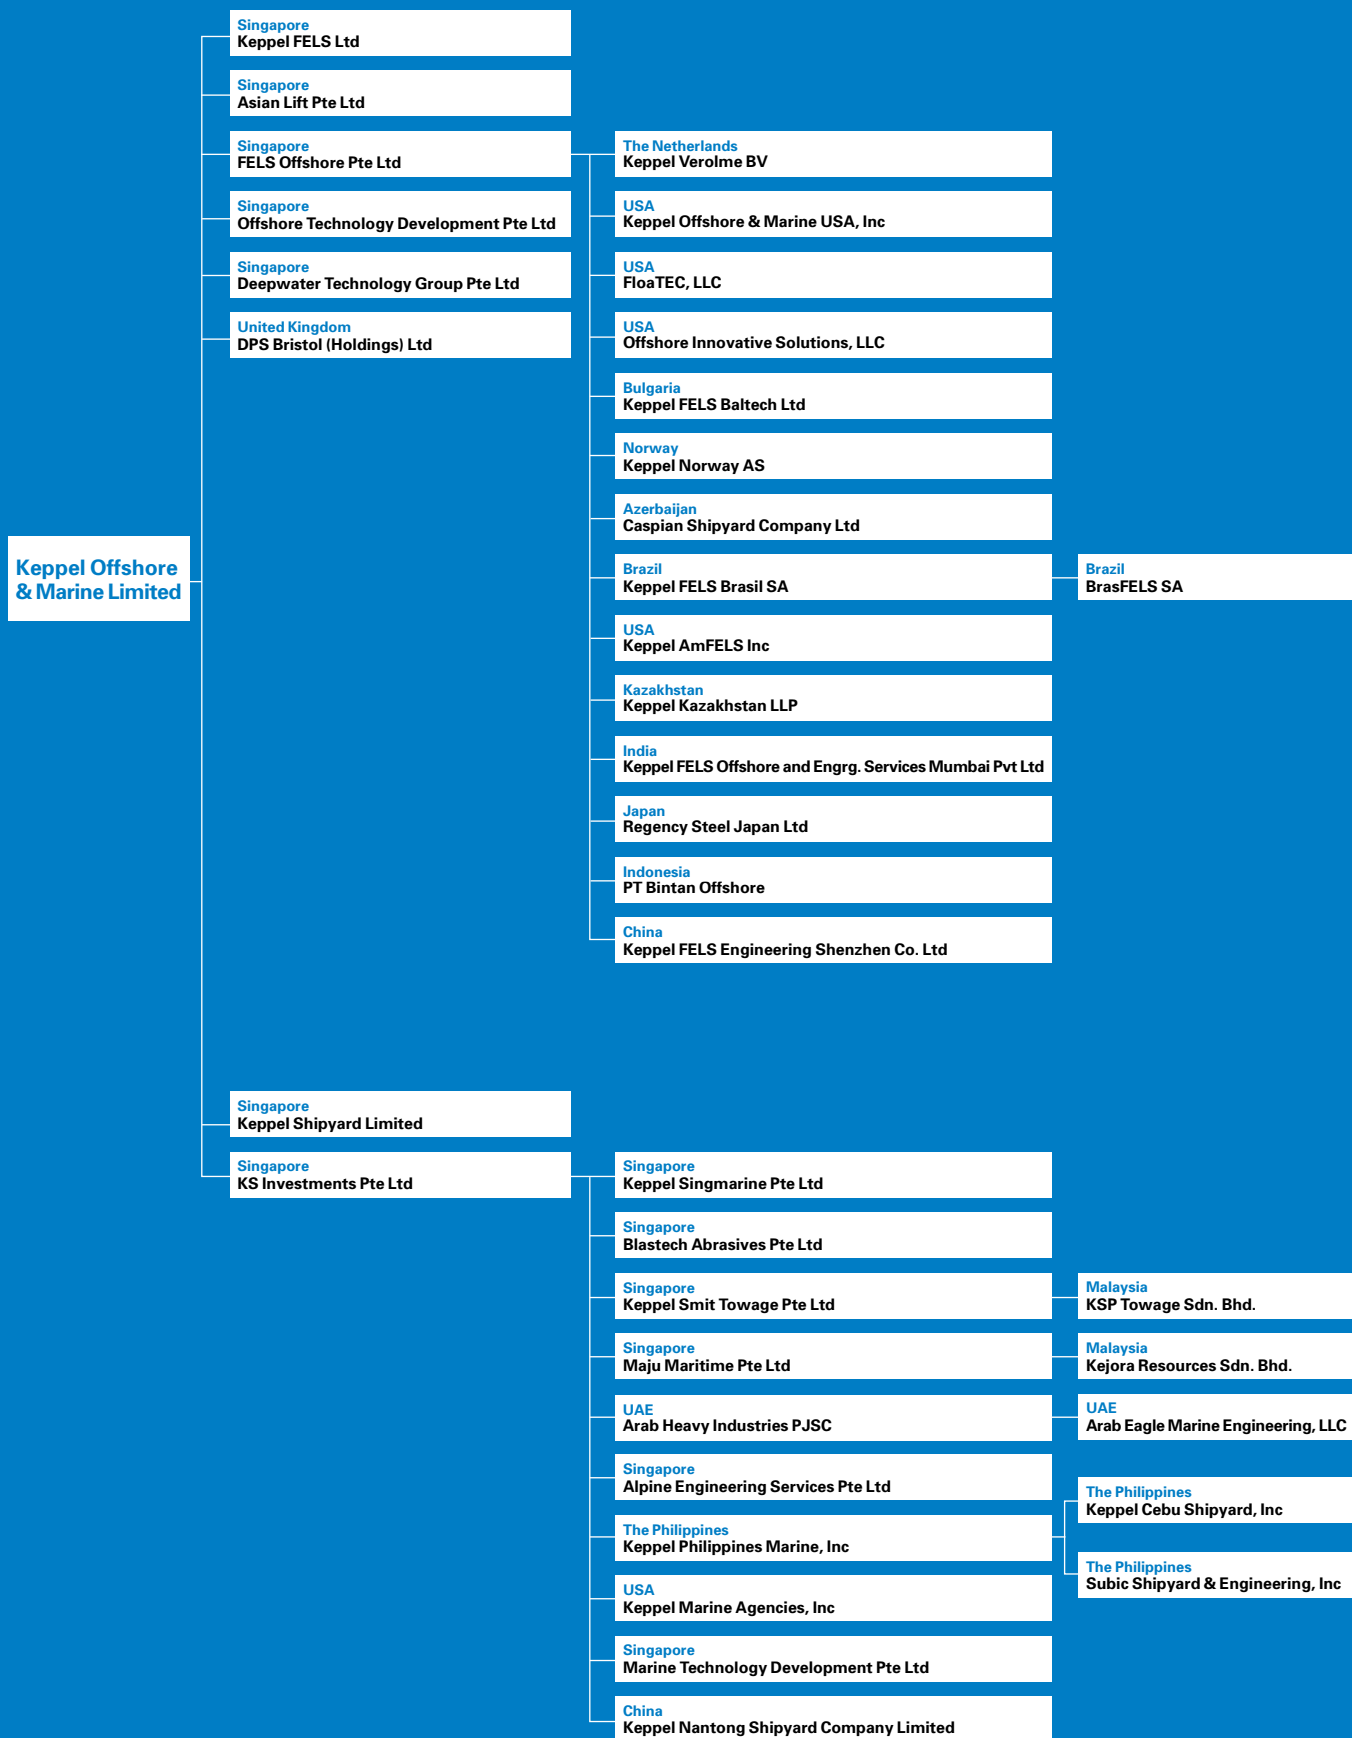 Keppel Offshore
& Marine Limited
Singapore
Keppel FELS Ltd
Singapore
Asian Lift Pte Ltd
Singapore
FELS Offshore Pte Ltd
Singapore
Offshore Technology Development Pte Ltd
Singapore
Deepwater Technology Group Pte Ltd
United Kingdom
DPS Bristol (Holdings) Ltd
The Netherlands
Keppel Verolme BV
USA
Keppel Offshore & Marine USA, Inc
USA
FloaTEC, LLC
USA
Offshore Innovative Solutions, LLC
Bulgaria
Keppel FELS Baltech Ltd
Norway
Keppel Norway AS
Azerbaijan
Caspian Shipyard Company Ltd
Brazil
Keppel FELS Brasil SA
Brazil
BrasFELS SA
USA
Keppel AmFELS Inc
Kazakhstan
Keppel Kazakhstan LLP
India
Keppel FELS Offshore and Engrg. Services Mumbai Pvt Ltd
Japan
Regency Steel Japan Ltd
Indonesia
PT Bintan Offshore
China
Keppel FELS Engineering Shenzhen Co. Ltd
Singapore
Keppel Shipyard Limited
Singapore
KS Investments Pte Ltd
Singapore
Keppel Singmarine Pte Ltd
Singapore
Blastech Abrasives Pte Ltd
Singapore
Keppel Smit Towage Pte Ltd
Malaysia
KSP Towage Sdn. Bhd.
Singapore
Maju Maritime Pte Ltd
Malaysia
Kejora Resources Sdn. Bhd.
UAE
Arab Heavy Industries PJSC
UAE
Arab Eagle Marine Engineering, LLC
Singapore
Alpine Engineering Services Pte Ltd
The Philippines
Keppel Philippines Marine, Inc
The Philippines
Keppel Cebu Shipyard, Inc
The Philippines
Subic Shipyard & Engineering, Inc
USA
Keppel Marine Agencies, Inc
Singapore
Marine Technology Development Pte Ltd
China
Keppel Nantong Shipyard Company Limited